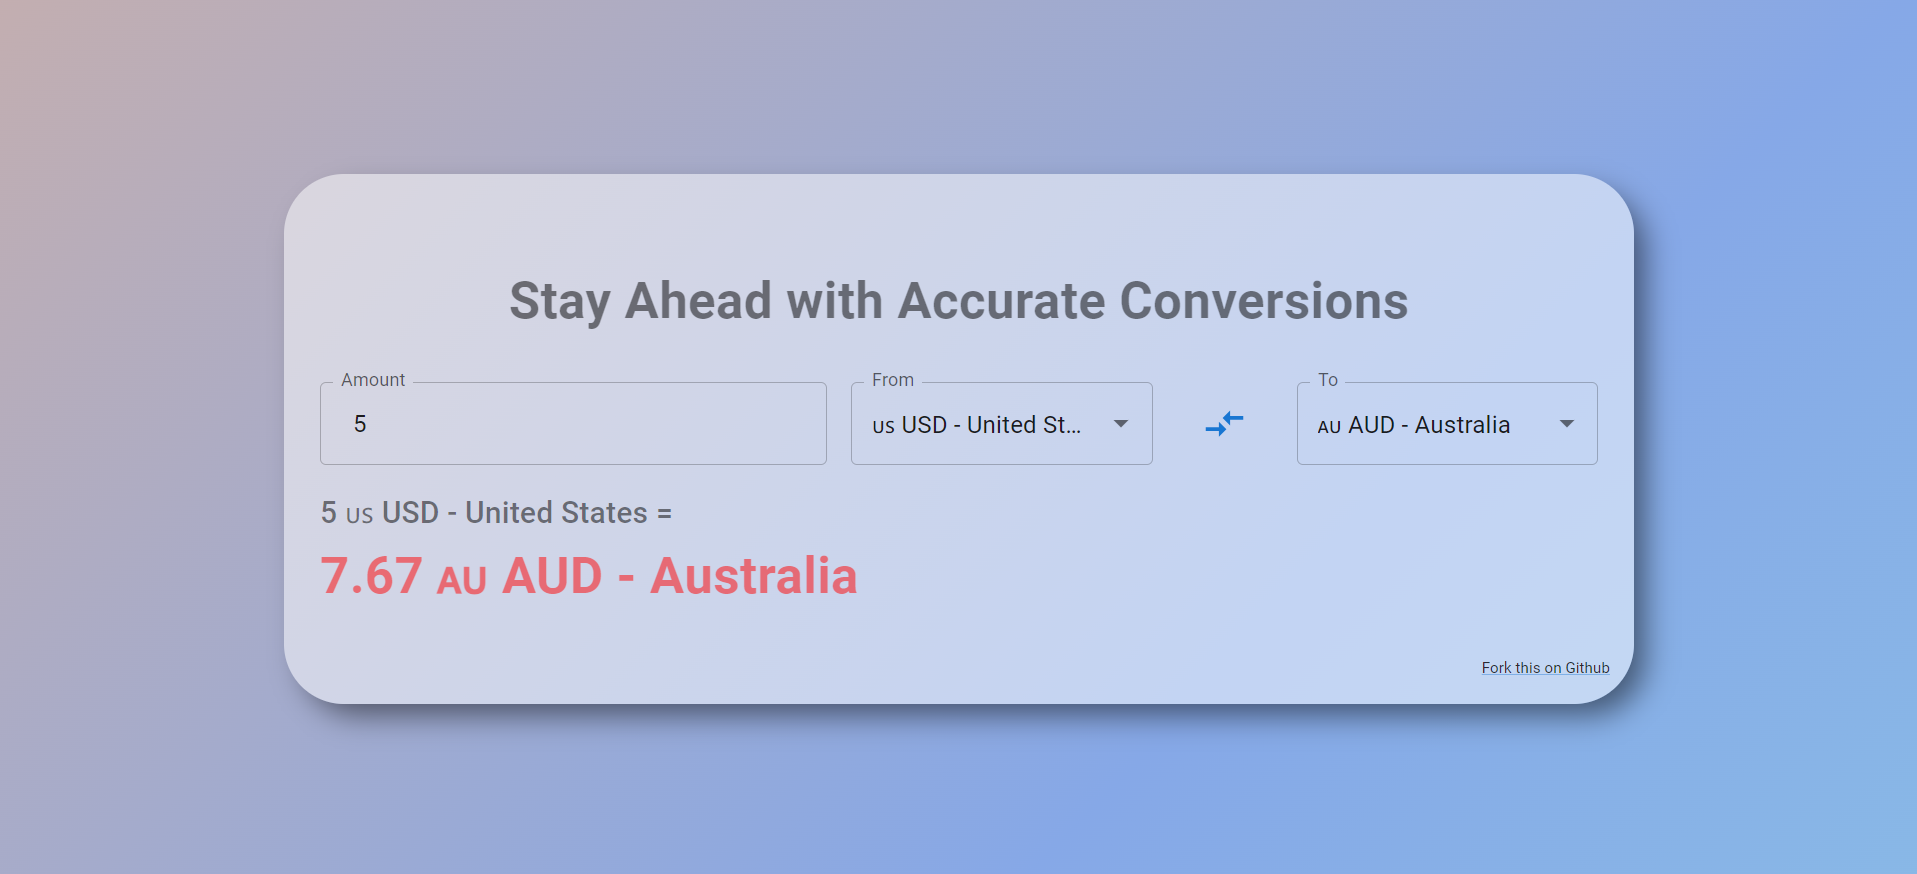 Stay Ahead with Accurate Conversions
Amount
5
From
US USD - United St...
To
AU AUD - Australia
5 US USD - United States =
7.67 AU AUD - Australia
Fork this on Github